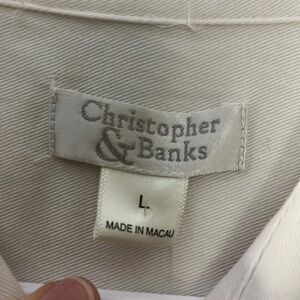 Christopher
& Banks
L.
MADE IN MACAU